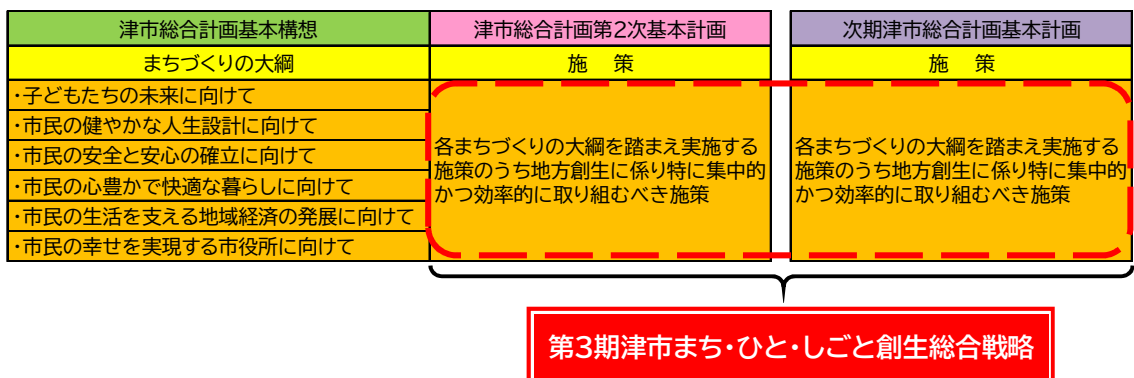 津市総合計画基本構想
まちづくりの大綱
・子どもたちの未来に向けて
・市民の健やかな人生設計に向けて
・市民の安全と安心の確立に向けて
・市民の心豊かで快適な暮らしに向けて
・市民の生活を支える地域経済の発展に向けて
・市民の幸せを実現する市役所に向けて
津市総合計画第2次基本計画
施　策
各まちづくりの大綱を踏まえ実施する
施策のうち地方創生に係り特に集中的
かつ効率的に取り組むべき施策
次期津市総合計画基本計画
施　策
各まちづくりの大綱を踏まえ実施する
施策のうち地方創生に係り特に集中的
かつ効率的に取り組むべき施策
第3期津市まち・ひと・しごと創生総合戦略